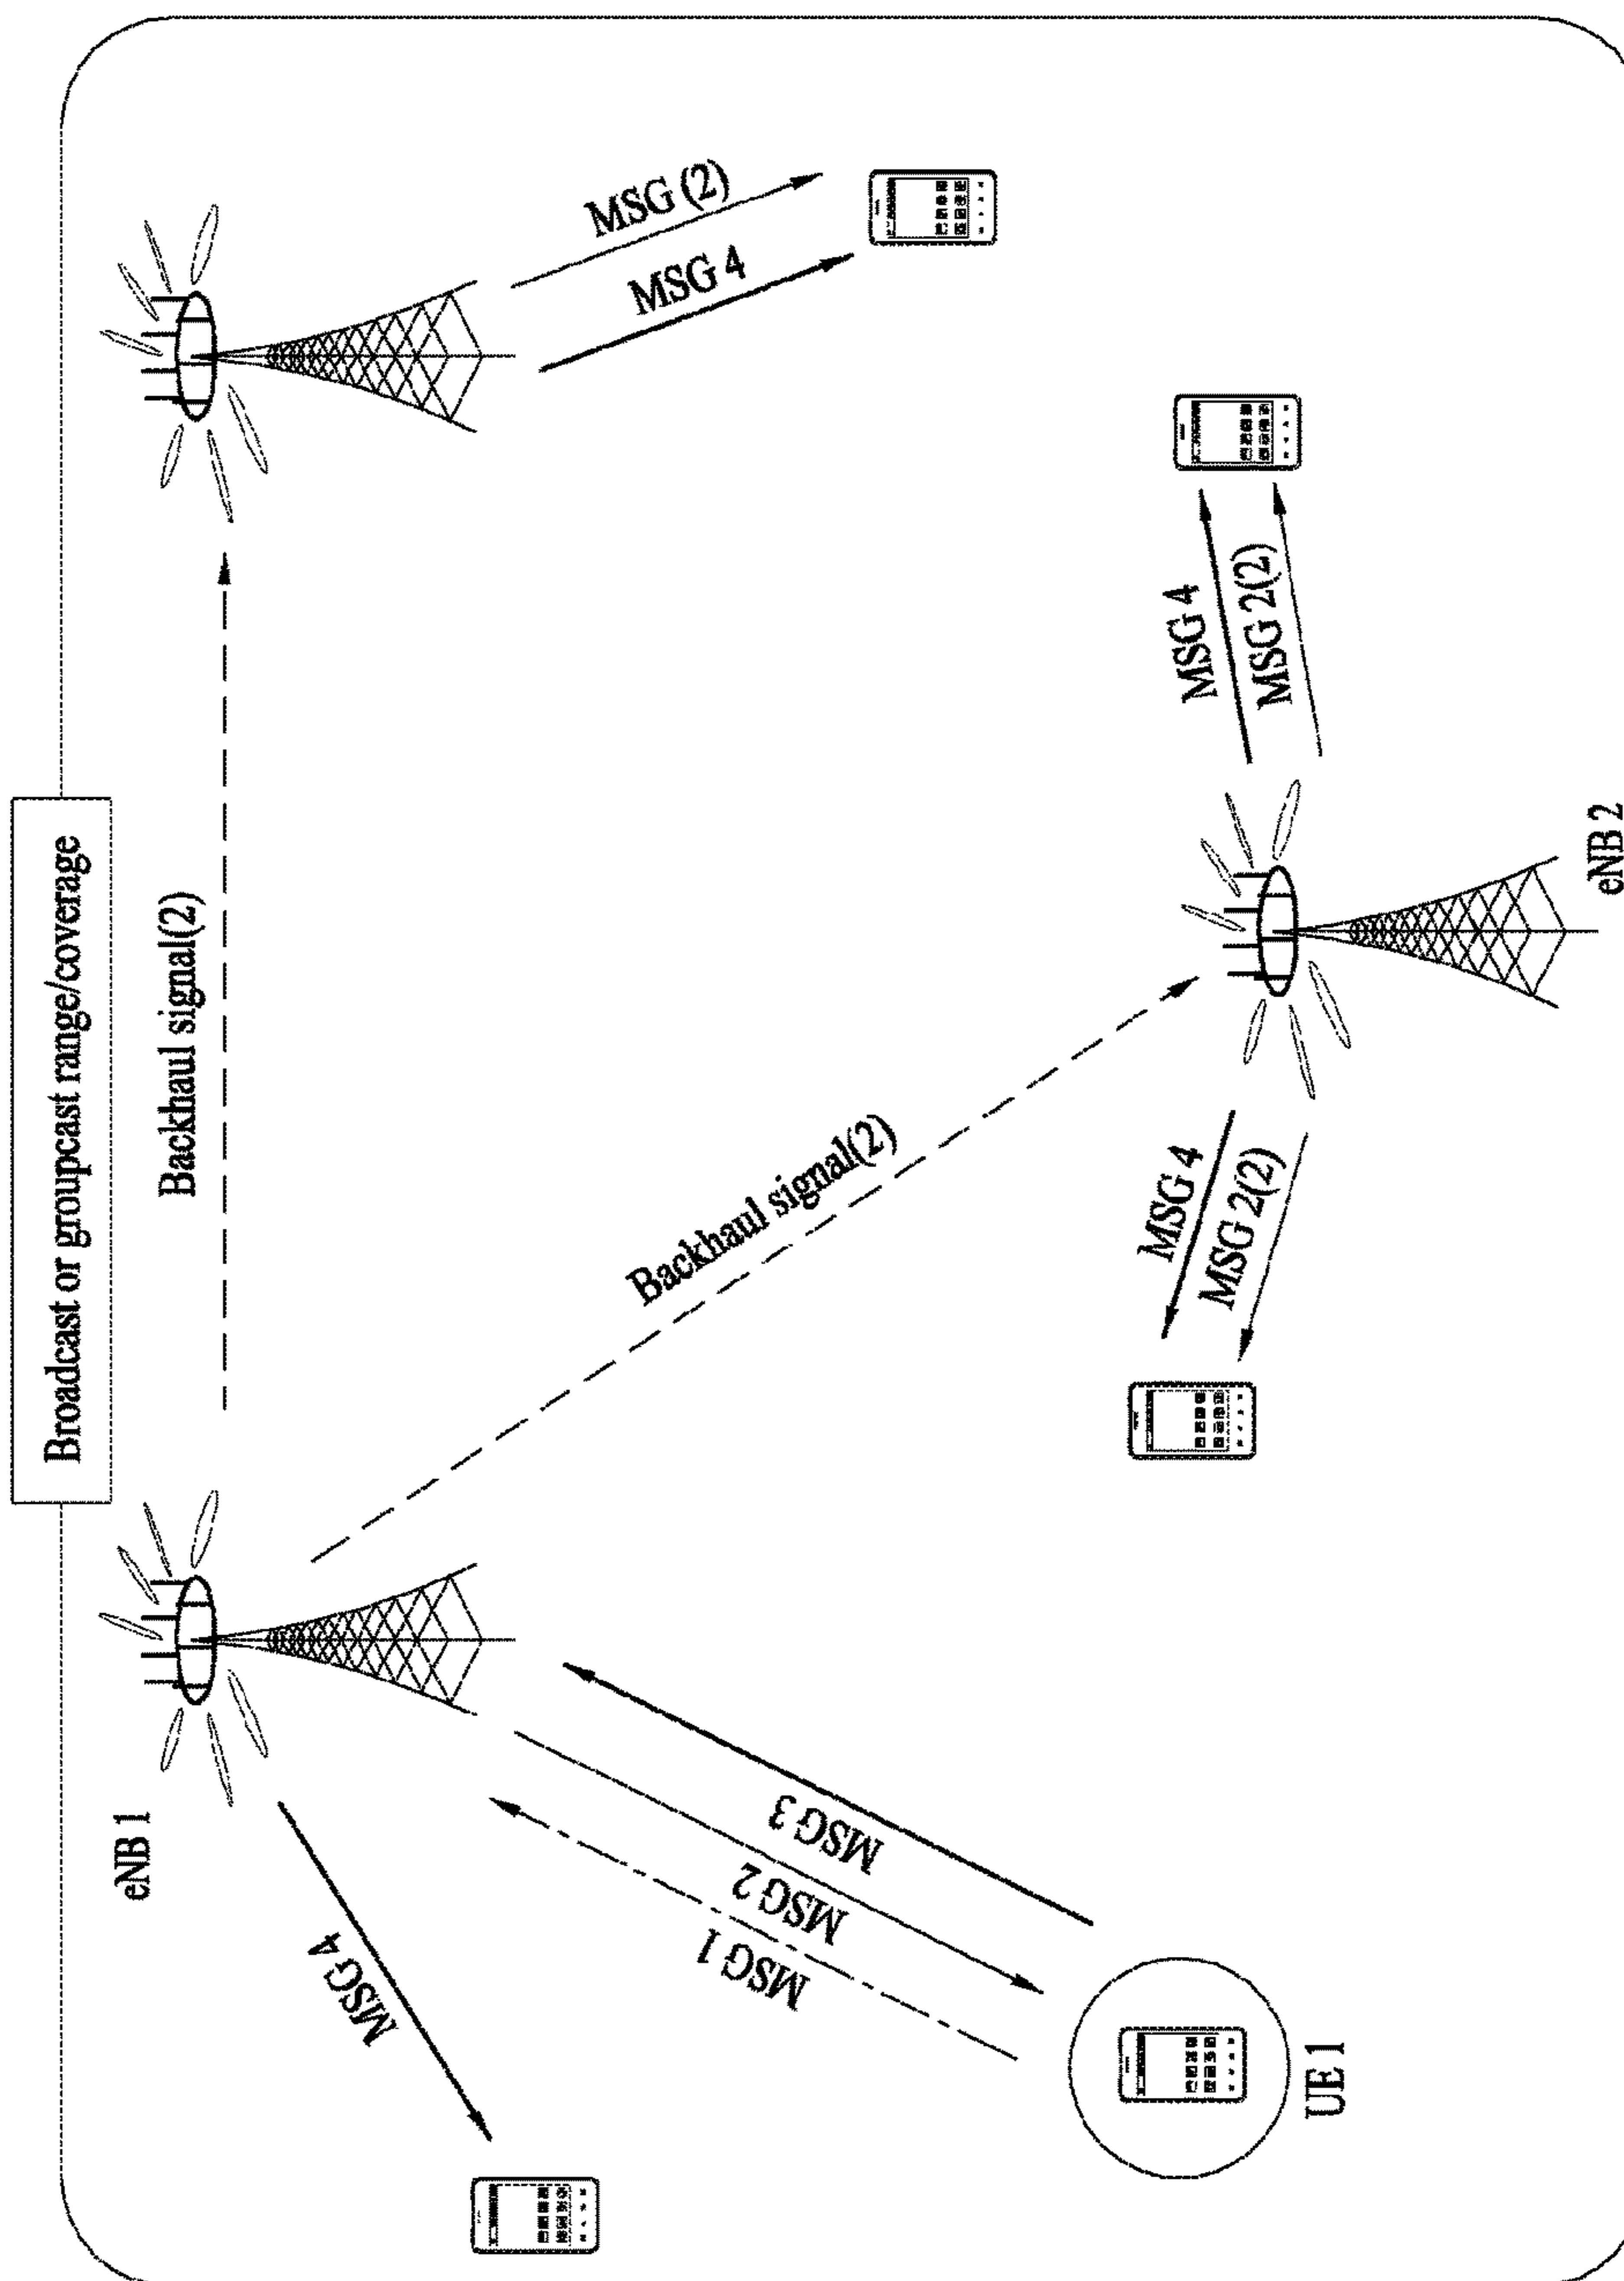 Broadcast or groupcast range/coverage
eNB 1
Backhaul signal(2)
MSG 4
MSG 1
MSG 2
MSG 3
Backhaul signal(2)
MSG 4
MSG (2)
UE 1
MSG 4
MSG 2(2)
MSG 4
MSG 2(2)
eNB 2